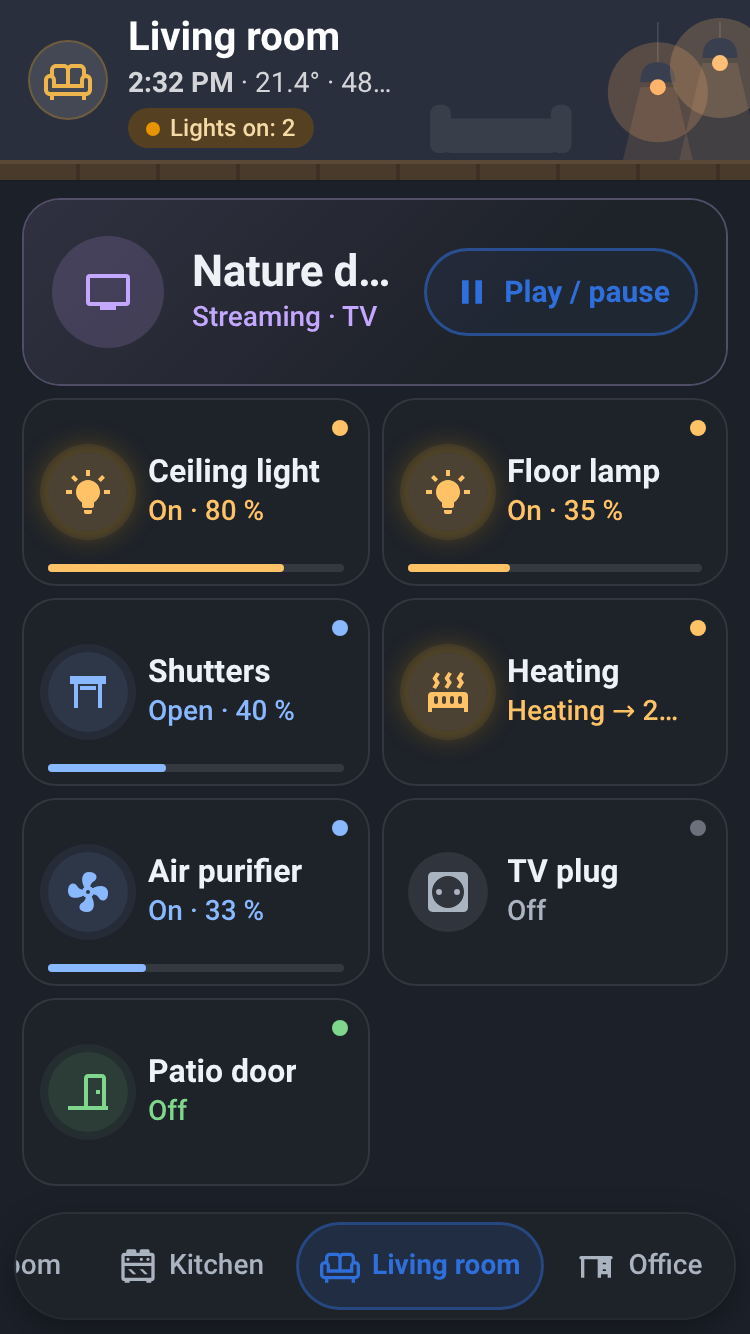 Living room
2:32 PM · 21.4° · 48…
Lights on: 2
Nature d…
Streaming · TV
Play / pause
Ceiling light
On · 80 %
Floor lamp
On · 35 %
Shutters
Open · 40 %
Heating
Heating → 2…
Air purifier
On · 33 %
TV plug
Off
Patio door
Off
oom
Kitchen
Living room
Office